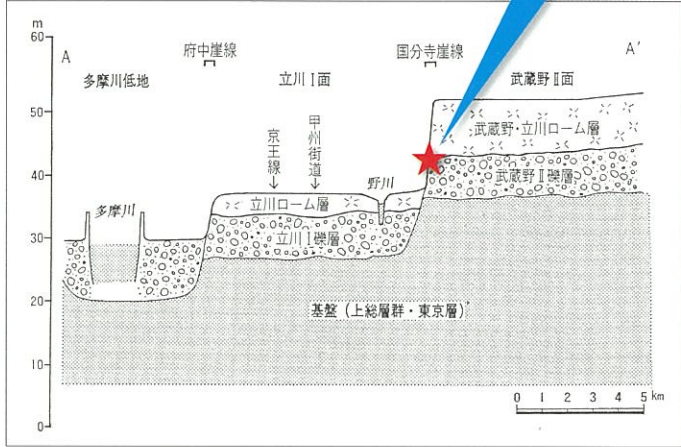 m
60
50
40
30
20
10
0
A
A′
府中崖線
国分寺崖線
多摩川低地
立川Ⅰ面
武蔵野Ⅱ面
京王線
甲州街道
野川
多摩川
武蔵野・立川ローム層
武蔵野Ⅱ礫層
立川ローム層
立川Ⅰ礫層
基盤(上総層群・東京層)
0 1 2 3 4 5 km